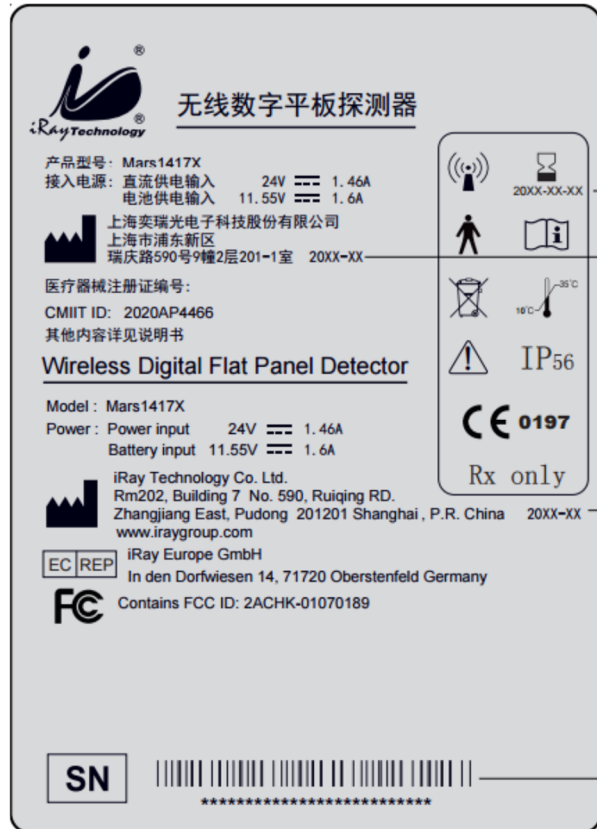 iRay Technology
®
®
无线数字平板探测器
产品型号: Mars1417X
接入电源: 直流供电输入 24V 1.46A
电池供电输入 11.55V 1.6A
上海奕瑞光电子科技股份有限公司
上海市浦东新区
瑞庆路590号9幢2层201-1室 20XX-XX
医疗器械注册证编号:
CMIIT ID: 2020AP4466
其他内容详见说明书
20XX-XX-XX
35°C
10°C
IP56
CE 0197
Rx only
Wireless Digital Flat Panel Detector
Model : Mars1417X
Power : Power input 24V 1.46A
Battery input 11.55V 1.6A
iRay Technology Co. Ltd.
Rm202, Building 7 No. 590, Ruiqing RD.
Zhangjiang East, Pudong 201201 Shanghai , P.R. China 20XX-XX
www.iraygroup.com
EC REP
iRay Europe GmbH
In den Dorfwiesen 14, 71720 Oberstenfeld Germany
FC Contains FCC ID: 2ACHK-01070189
SN
**************************